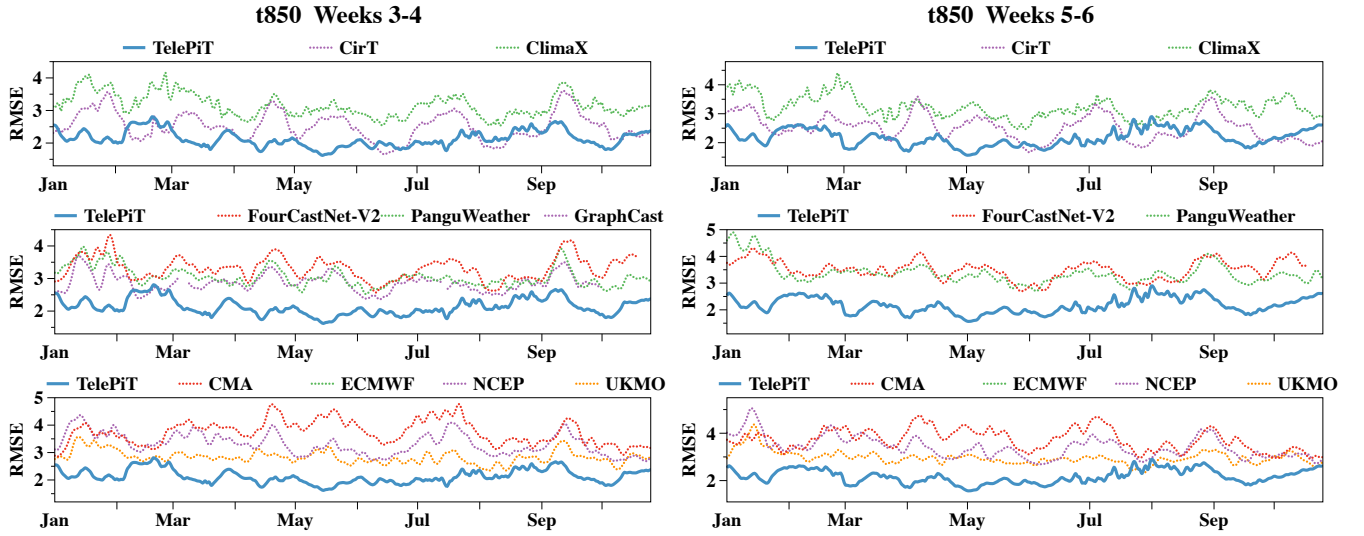 t850 Weeks 3-4
TelePiT CirT ClimaX
RMSE
4
3
2
Jan Mar May Jul Sep
TelePiT FourCastNet-V2 PanguWeather GraphCast
RMSE
4
3
2
Jan Mar May Jul Sep
TelePiT CMA ECMWF NCEP UKMO
RMSE
5
4
3
2
Jan Mar May Jul Sep
t850 Weeks 5-6
TelePiT CirT ClimaX
RMSE
4
3
2
Jan Mar May Jul Sep
TelePiT FourCastNet-V2 PanguWeather
RMSE
5
4
3
2
Jan Mar May Jul Sep
TelePiT CMA ECMWF NCEP UKMO
RMSE
4
2
Jan Mar May Jul Sep